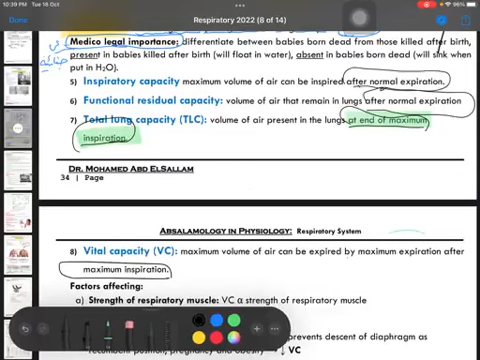 10:39 PM Tue 18 Oct
Done
Respiratory 2022 (8 of 14)
Medico legal importance: differentiate between babies born dead from those killed after birth,
present in babies killed after birth (will float in water), absent in babies born dead (will sink when
put in H₂O).
5) Inspiratory capacity maximum volume of air can be inspired after normal expiration.
6) Functional residual capacity: volume of air that remain in lungs after normal expiration
7) Total lung capacity (TLC): volume of air present in the lungs at end of maximum
inspiration.
DR. MOHAMED ABD ELSALLAM
34 | Page
ABSALAMOLOGY IN PHYSIOLOGY: Respiratory System
8) Vital capacity (VC): maximum volume of air can be expired by maximum expiration after
maximum inspiration.
Factors affecting:
a) Strength of respiratory muscle: VC α strength of respiratory muscle
prevents descent of diaphragm as
recumbent position, pregnancy and obesity → ↓ VC